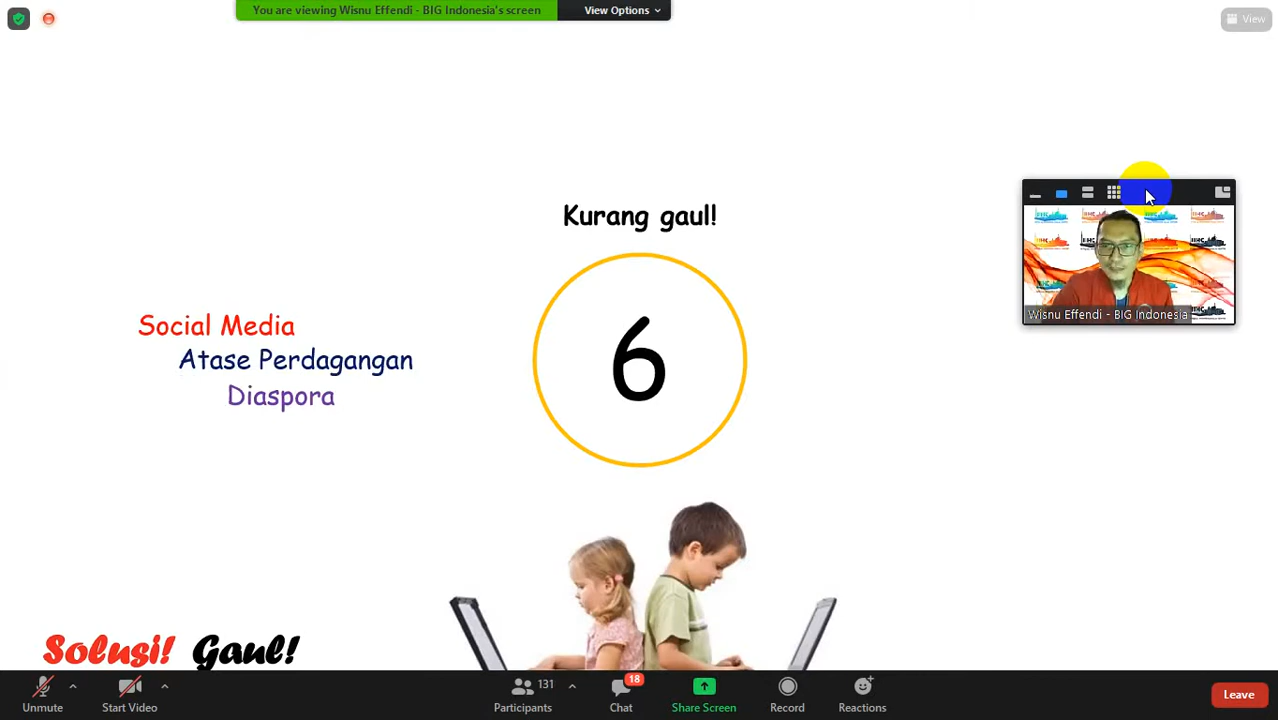 You are viewing Wisnu Effendi - BIG Indonesia's screen
View Options
View
Kurang gaul!
6
Social Media
Atase Perdagangan
Diaspora
Wisnu Effendi - BIG Indonesia
Solusi! Gaul!
131
18
Unmute
Start Video
Participants
Chat
Share Screen
Record
Reactions
Leave